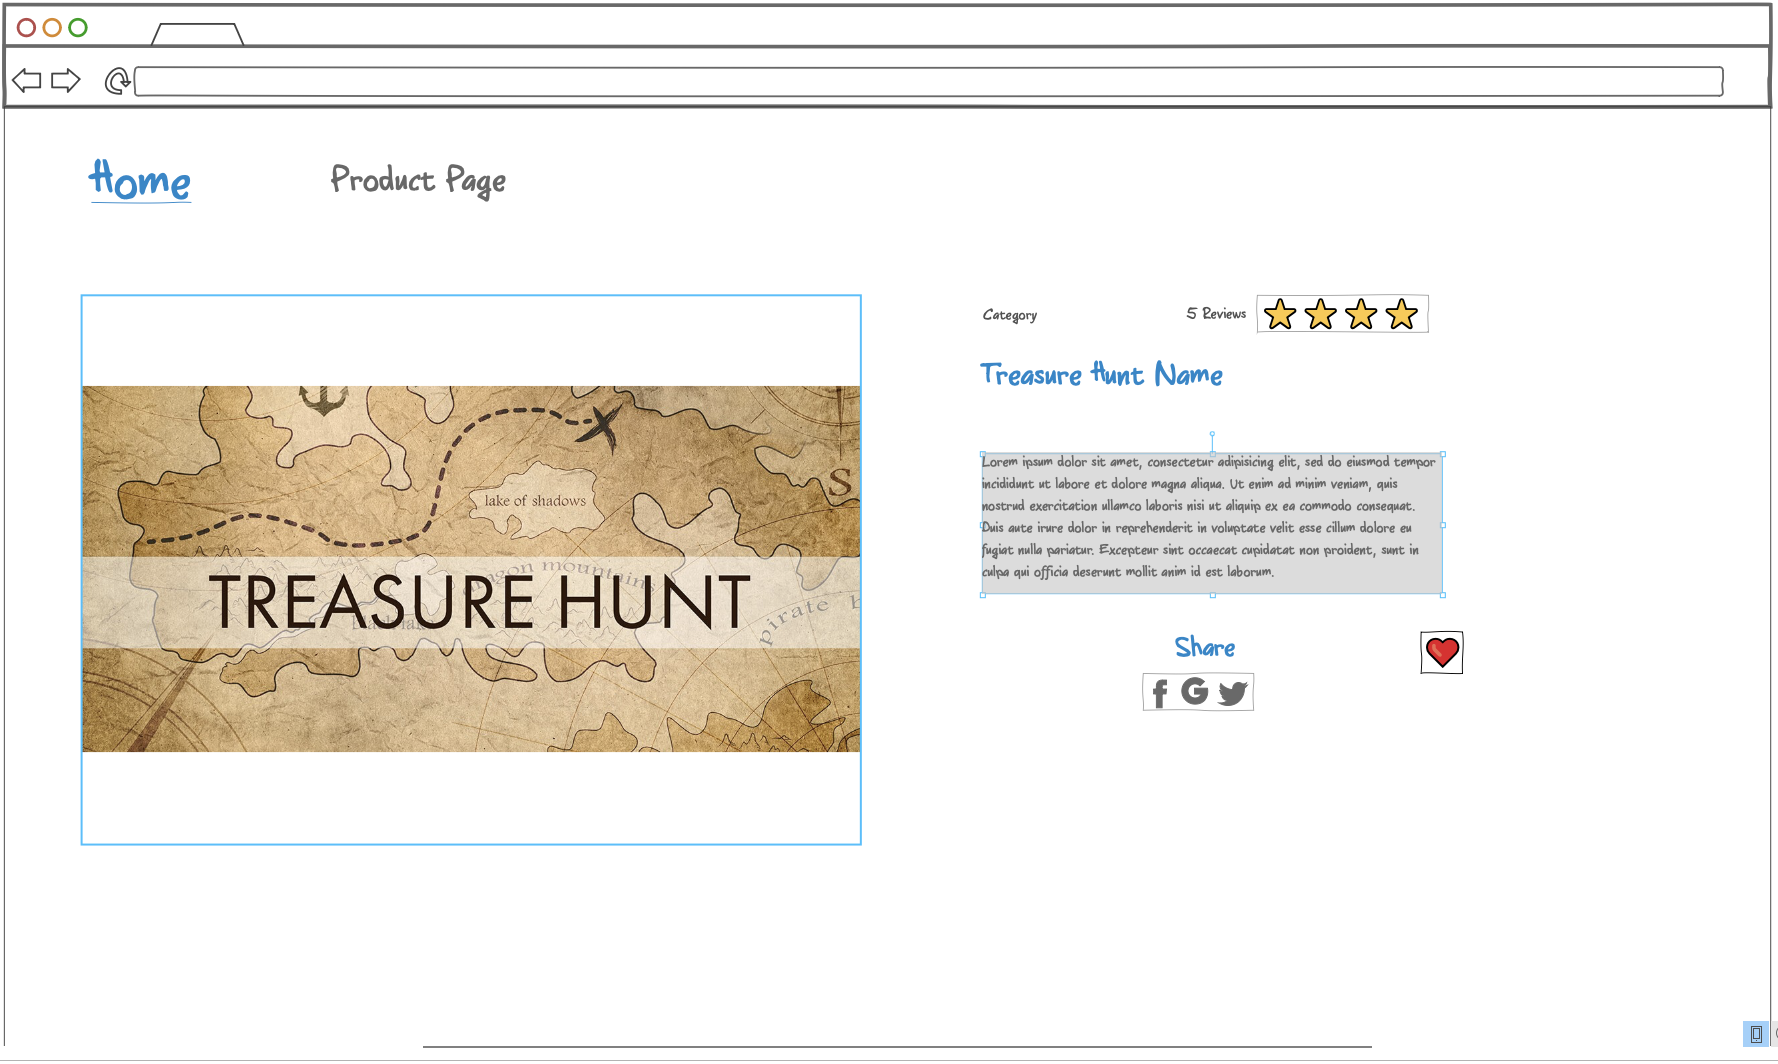 Home
Product Page
Category
5 Reviews
Treasure Hunt Name
Lorem ipsum dolor sit amet, consectetur adipisicing elit, sed do eiusmod tempor
incididunt ut labore et dolore magna aliqua. Ut enim ad minim veniam, quis
nostrud exercitation ullamco laboris nisi ut aliquip ex ea commodo consequat.
Duis aute irure dolor in reprehenderit in voluptate velit esse cillum dolore eu
fugiat nulla pariatur. Excepteur sint occaecat cupidatat non proident, sunt in
culpa qui officia deserunt mollit anim id est laborum.
Share
S
lake of shadows
mountains
TREASURE HUNT
pirate